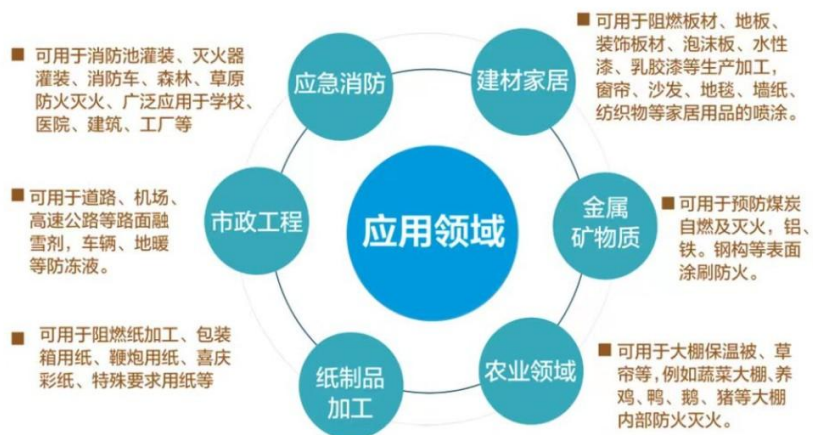 应用领域
应急消防
■ 可用于消防池灌装、灭火器
灌装、消防车、森林、草原
防火灭火、广泛应用于学校、
医院、建筑、工厂等
建材家居
■ 可用于阻燃板材、地板、
装饰板材、泡沫板、水性
漆、乳胶漆等生产加工，
窗帘、沙发、地毯、墙纸、
纺织物等家居用品的喷涂。
市政工程
■ 可用于道路、机场、
高速公路等路面融
雪剂，车辆、地暖
等防冻液。
金属
矿物质
■ 可用于预防煤炭
自燃及灭火，铝、
铁。钢构等表面
涂刷防火。
纸制品
加工
■ 可用于阻燃纸加工、包装
箱用纸、鞭炮用纸、喜庆
彩纸、特殊要求用纸等
农业领域
■ 可用于大棚保温被、草
帘等,例如蔬菜大棚、养
鸡、鸭、鹅、猪等大棚
内部防火灭火。